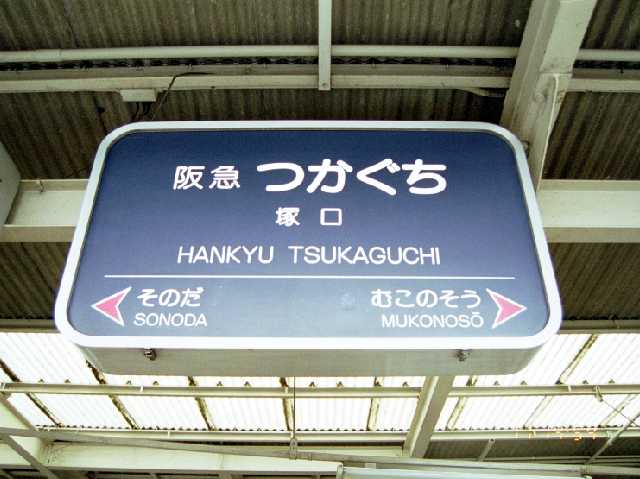 阪急 つかぐち
塚口
HANKYU TSUKAGUCHI
そのだ むこのそう
SONODA MUKONOSŌ